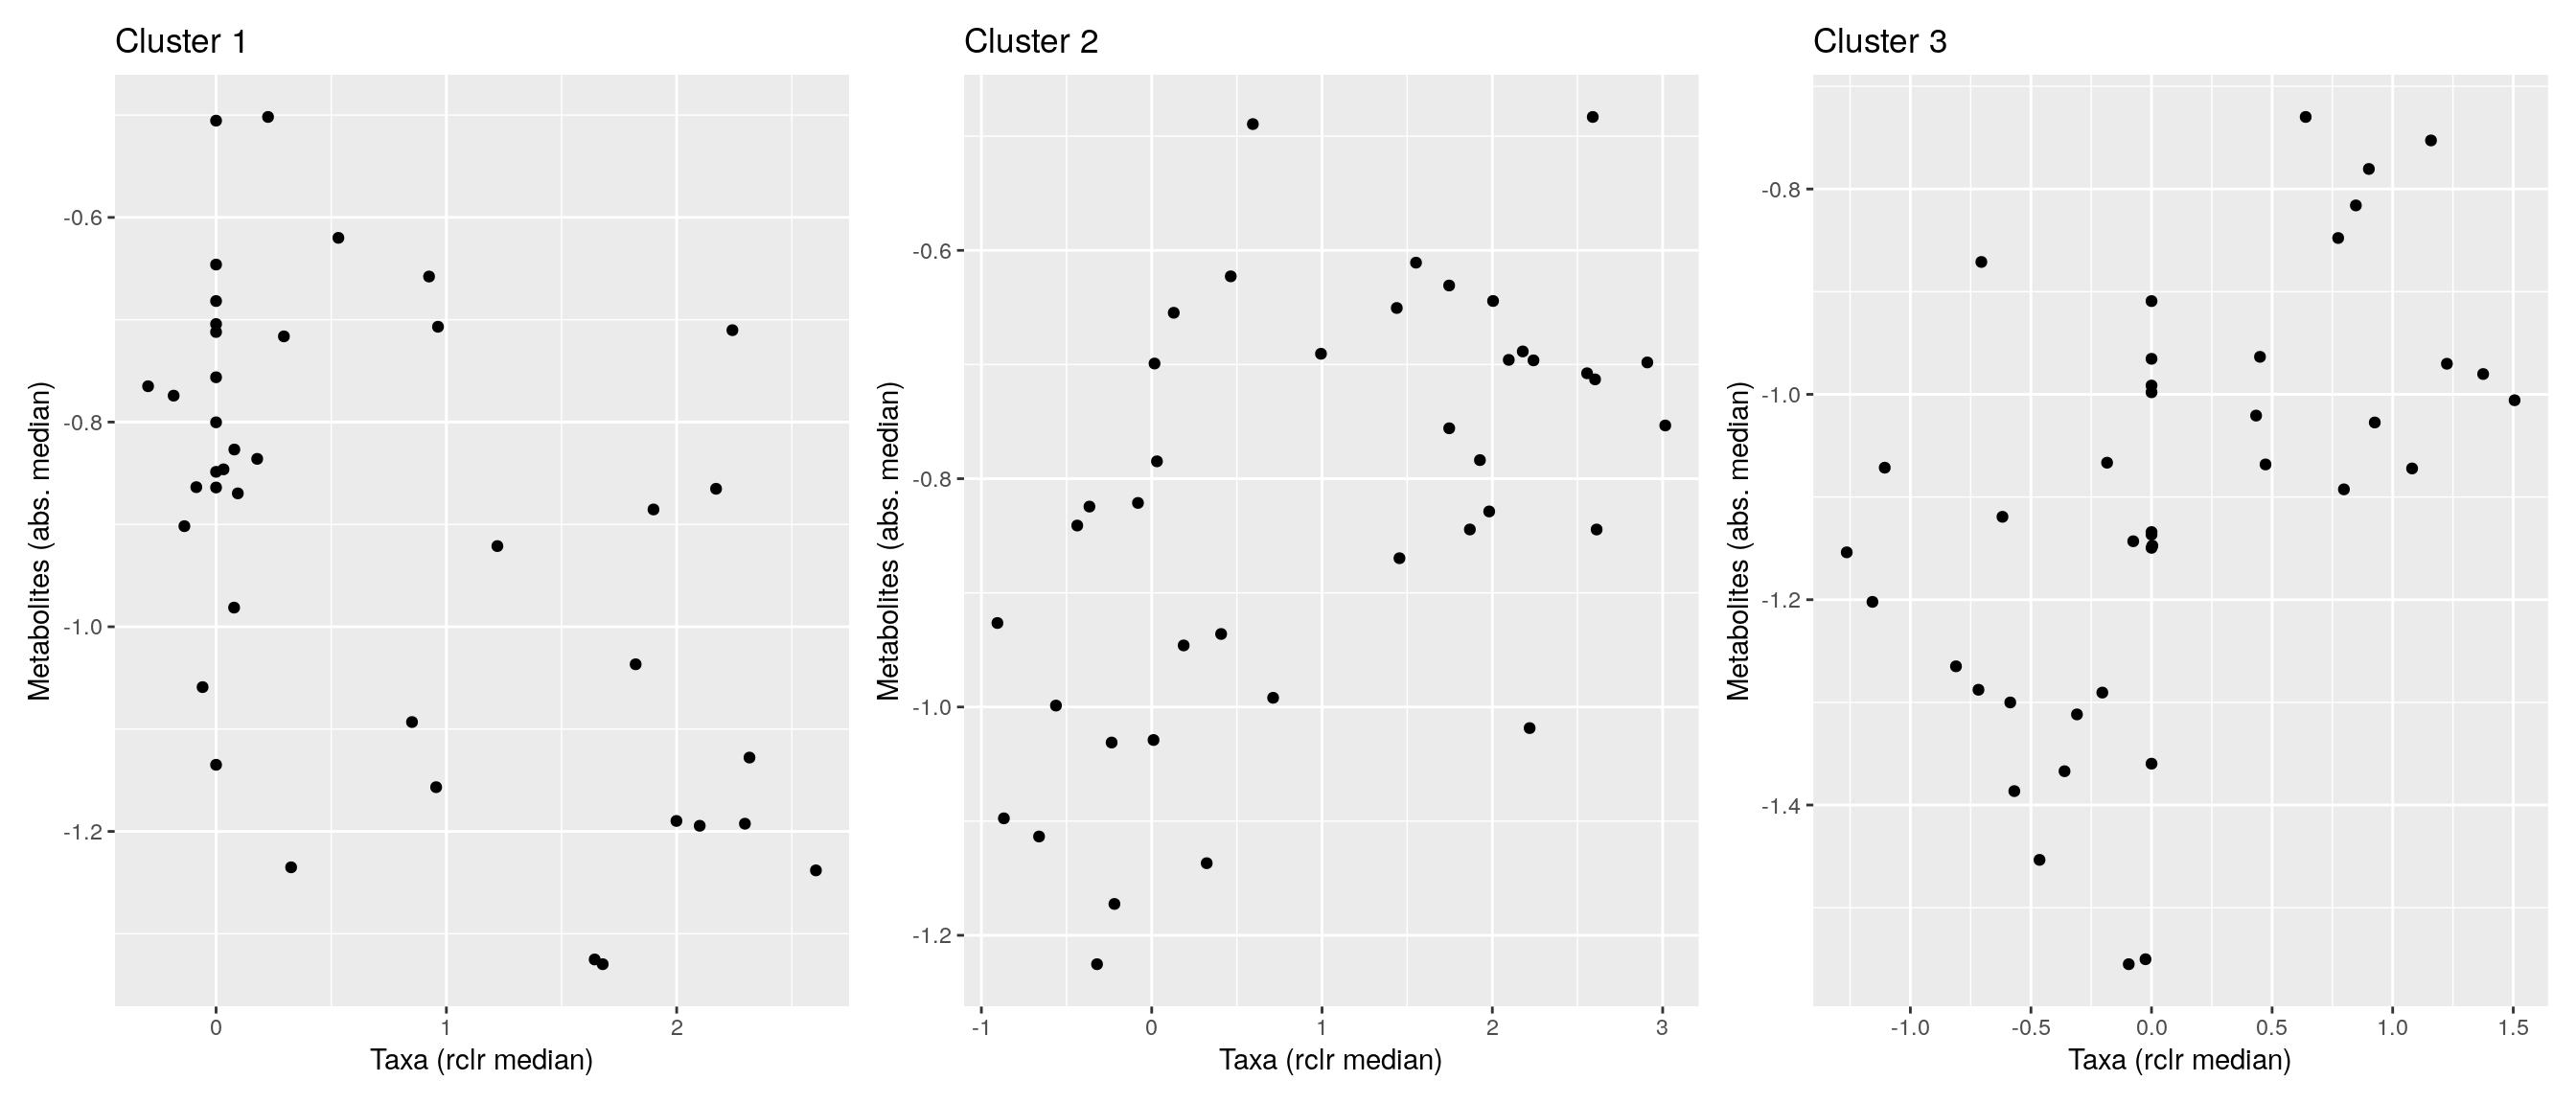 Cluster 1
Metabolites (abs. median)
-0.6
-0.8
-1.0
-1.2
0 1 2
Taxa (rclr median)
Cluster 2
Metabolites (abs. median)
-0.6
-0.8
-1.0
-1.2
-1 0 1 2 3
Taxa (rclr median)
Cluster 3
Metabolites (abs. median)
-0.8
-1.0
-1.2
-1.4
-1.0 -0.5 0.0 0.5 1.0 1.5
Taxa (rclr median)